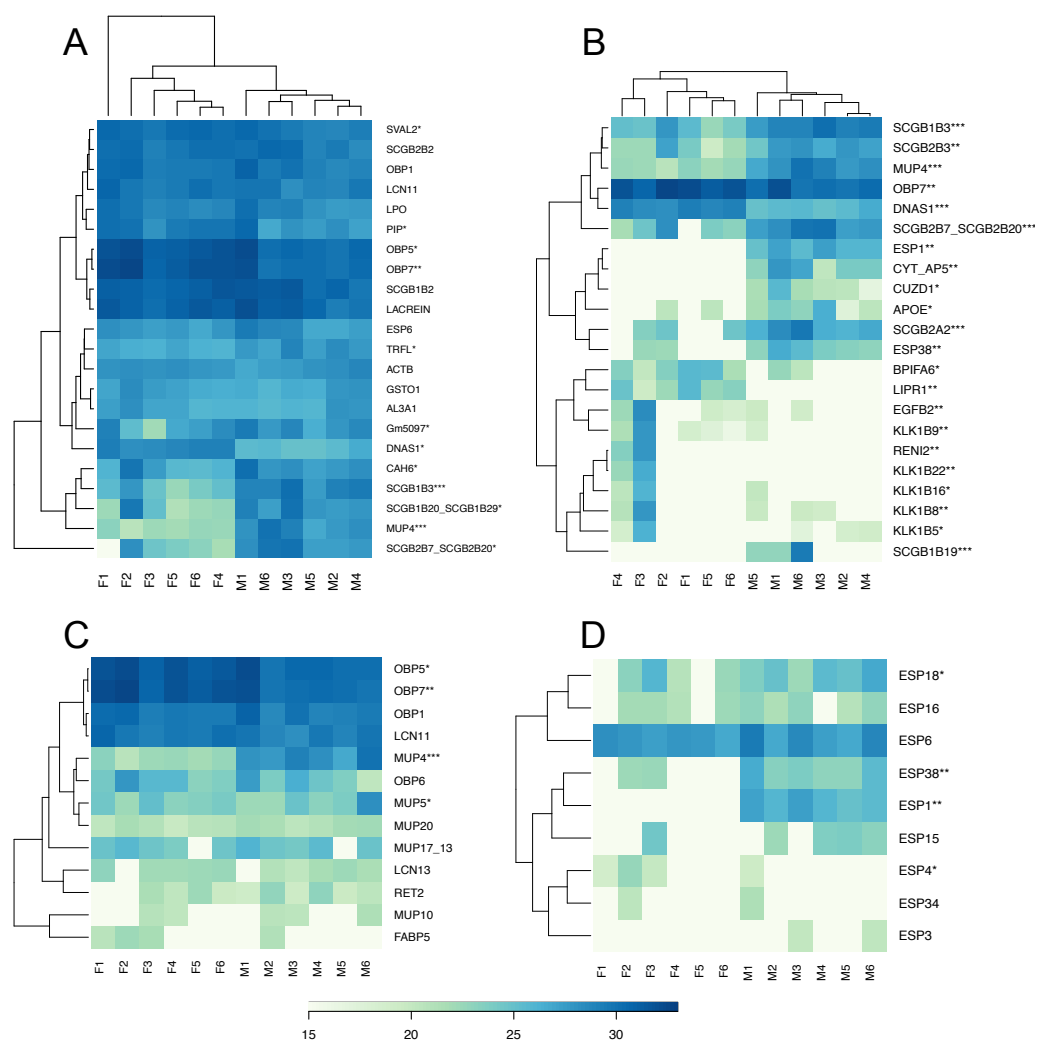 A
SVAL2*
SCGB2B2
OBP1
LCN11
LPO
PIP*
OBP5*
OBP7**
SCGB1B2
LACREIN
ESP6
TRFL*
ACTB
GSTO1
AL3A1
Gm5097*
DNAS1*
CAH6*
SCGB1B3***
SCGB1B20_SCGB1B29*
MUP4***
SCGB2B7_SCGB2B20*
F1 F2 F3 F5 F6 F4 M1 M6 M3 M5 M2 M4
B
SCGB1B3***
SCGB2B3**
MUP4***
OBP7**
DNAS1***
SCGB2B7_SCGB2B20***
ESP1**
CYT_AP5**
CUZD1*
APOE*
SCGB2A2***
ESP38**
BPIFA6*
LIPR1**
EGFB2**
KLK1B9**
RENI2**
KLK1B22**
KLK1B16*
KLK1B8**
KLK1B5*
SCGB1B19***
F4 F3 F2 F1 F5 F6 M5 M1 M6 M3 M2 M4
C
OBP5*
OBP7**
OBP1
LCN11
MUP4***
OBP6
MUP5*
MUP20
MUP17_13
LCN13
RET2
MUP10
FABP5
F1 F2 F3 F4 F5 F6 M1 M2 M3 M4 M5 M6
D
ESP18*
ESP16
ESP6
ESP38**
ESP1**
ESP15
ESP4*
ESP34
ESP3
F1 F2 F3 F4 F5 F6 M1 M2 M3 M4 M5 M6
15 20 25 30